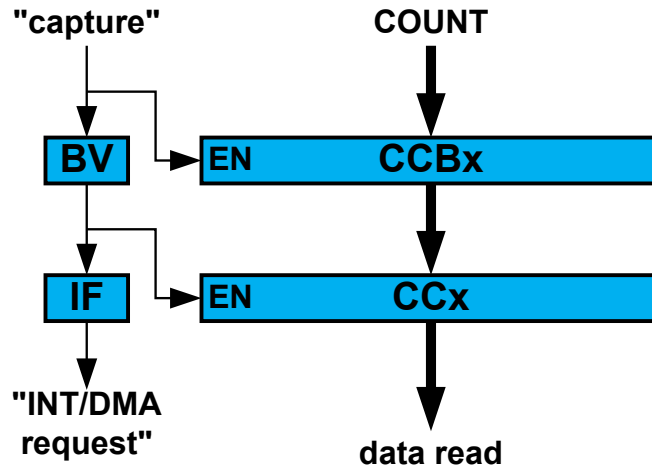 "capture"
COUNT
BV
EN
CCBx
IF
EN
CCx
"INT/DMA
request"
data read